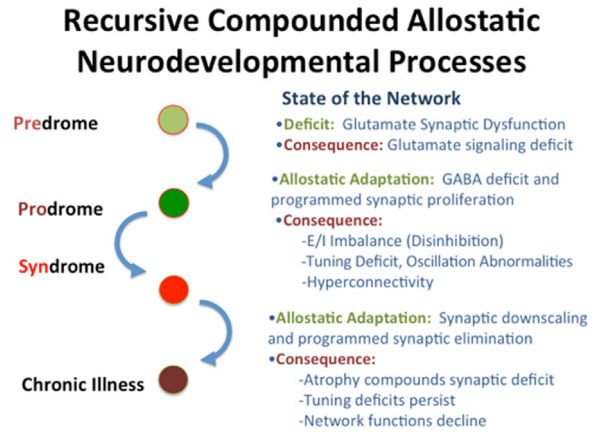 Recursive Compounded Allostatic
Neurodevelopmental Processes
State of the Network
Predrome
•Deficit: Glutamate Synaptic Dysfunction
•Consequence: Glutamate signaling deficit
•Allostatic Adaptation: GABA deficit and
programmed synaptic proliferation
Prodrome
•Consequence:
-E/I Imbalance (Disinhibition)
-Tuning Deficit, Oscillation Abnormalities
-Hyperconnectivity
Syndrome
•Allostatic Adaptation: Synaptic downscaling
and programmed synaptic elimination
•Consequence:
-Atrophy compounds synaptic deficit
-Tuning deficits persist
-Network functions decline
Chronic Illness